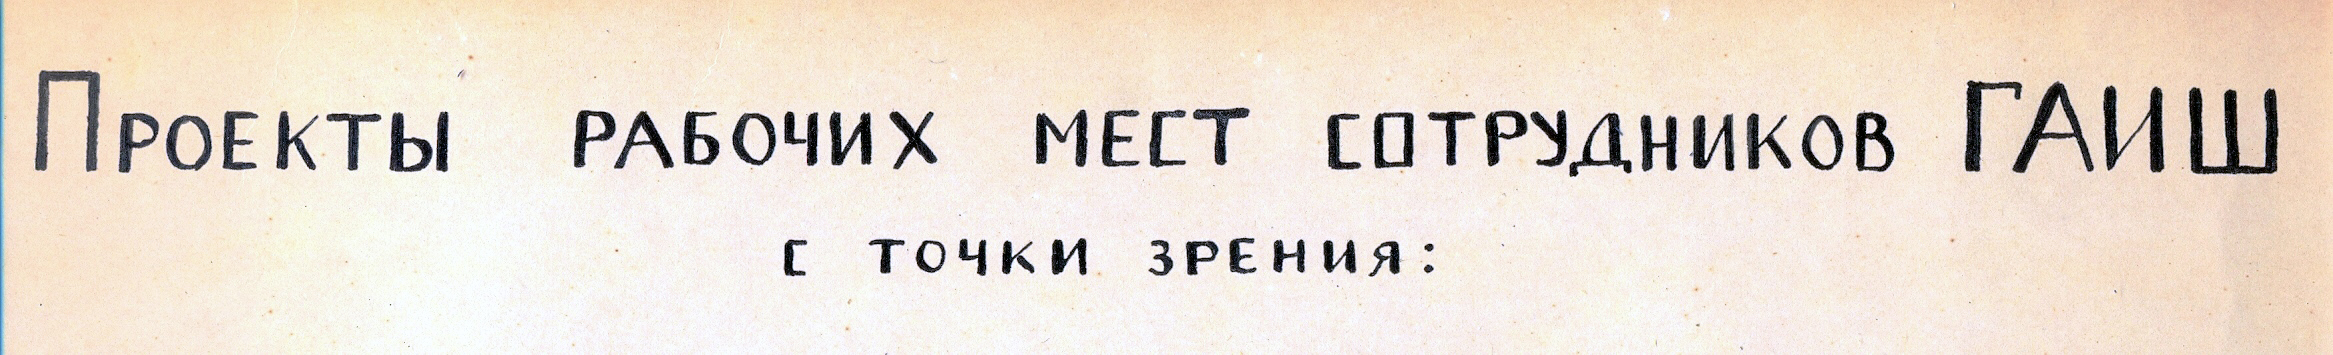 Проекты рабочих мест сотрудников ГАИШ
с точки зрения: